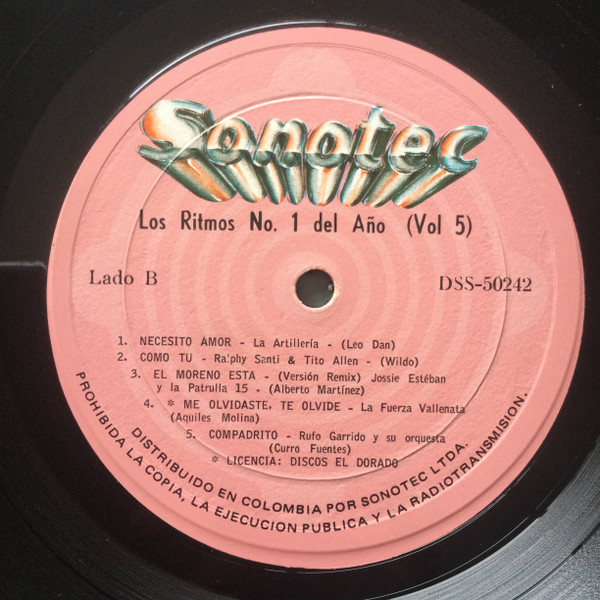 Sonotec
Los Ritmos No. 1 del Año (Vol 5)
Lado B
DSS-50242
1. NECESITO AMOR - La Artillería - (Leo Dan)
2. COMO TU - Ra'phy Santi & Tito Allen - (Wildo)
3. EL MORENO ESTA - (Versión Remix) Jossie Estéban
y la Patrulla 15 - (Alberto Martínez)
4. * ME OLVIDASTE, TE OLVIDE - La Fuerza Vallenata
(Aquiles Molina)
5. COMPADRITO - Rufo Garrido y su orquesta
(Curro Fuentes)
* LICENCIA: DISCOS EL DORADO
DISTRIBUIDO EN COLOMBIA POR SONOTEC LTDA.
PROHIBIDA LA COPIA, LA EJECUCION PUBLICA Y LA RADIOTRANSMISION.